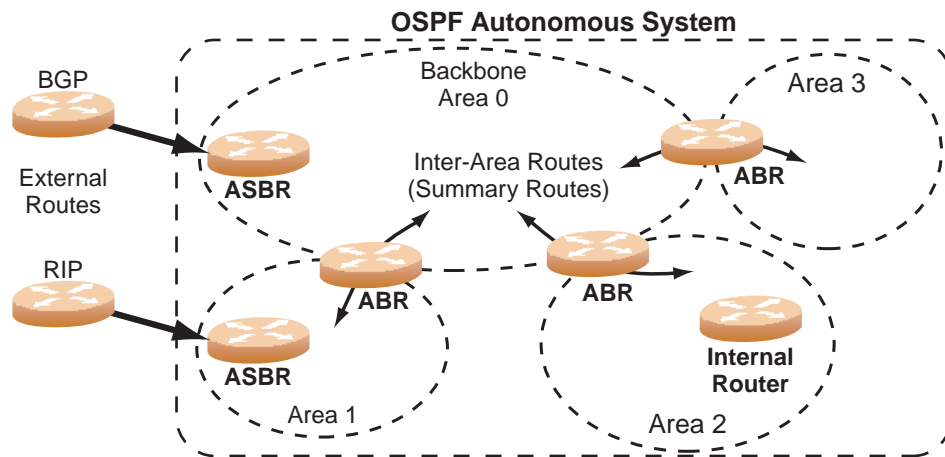 OSPF Autonomous System
BGP
Backbone
Area 0
Area 3
ASBR
Inter-Area Routes
(Summary Routes)
ABR
External
Routes
RIP
ABR
ABR
ASBR
Internal
Router
Area 1
Area 2